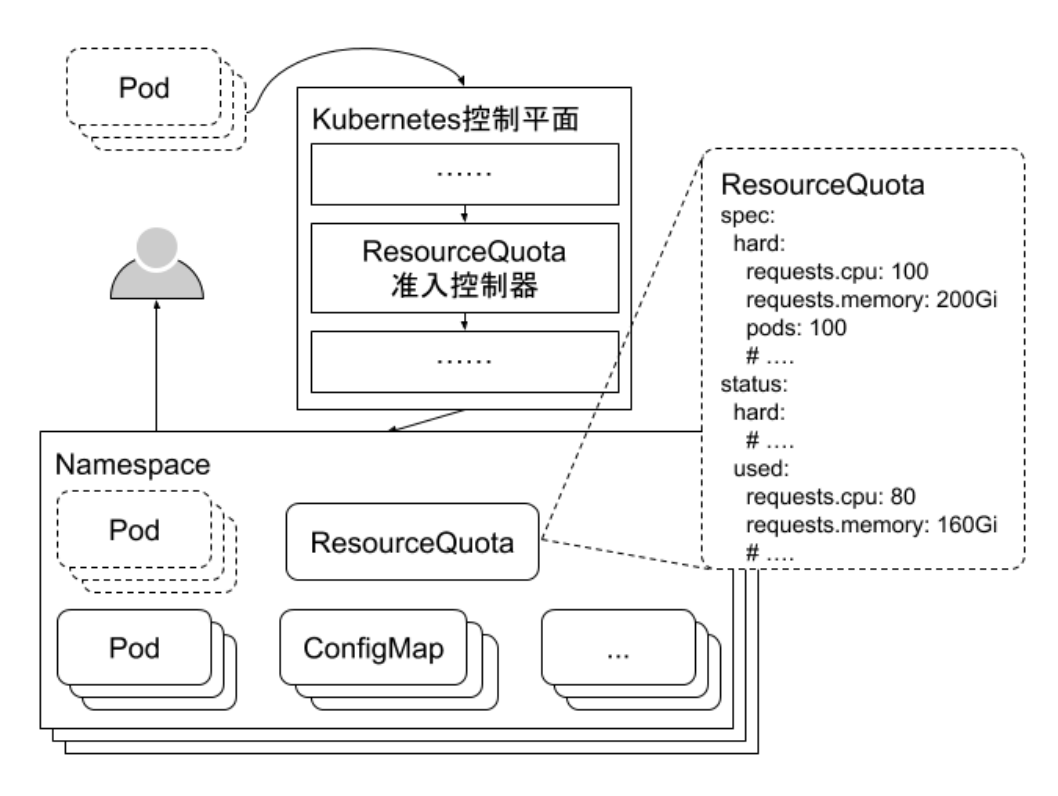 Pod
Kubernetes控制平面
……
ResourceQuota
准入控制器
……
ResourceQuota
spec:
hard:
requests.cpu: 100
requests.memory: 200Gi
pods: 100
# ….
status:
hard:
# ….
used:
requests.cpu: 80
requests.memory: 160Gi
# ….
Namespace
Pod
ResourceQuota
Pod
ConfigMap
...